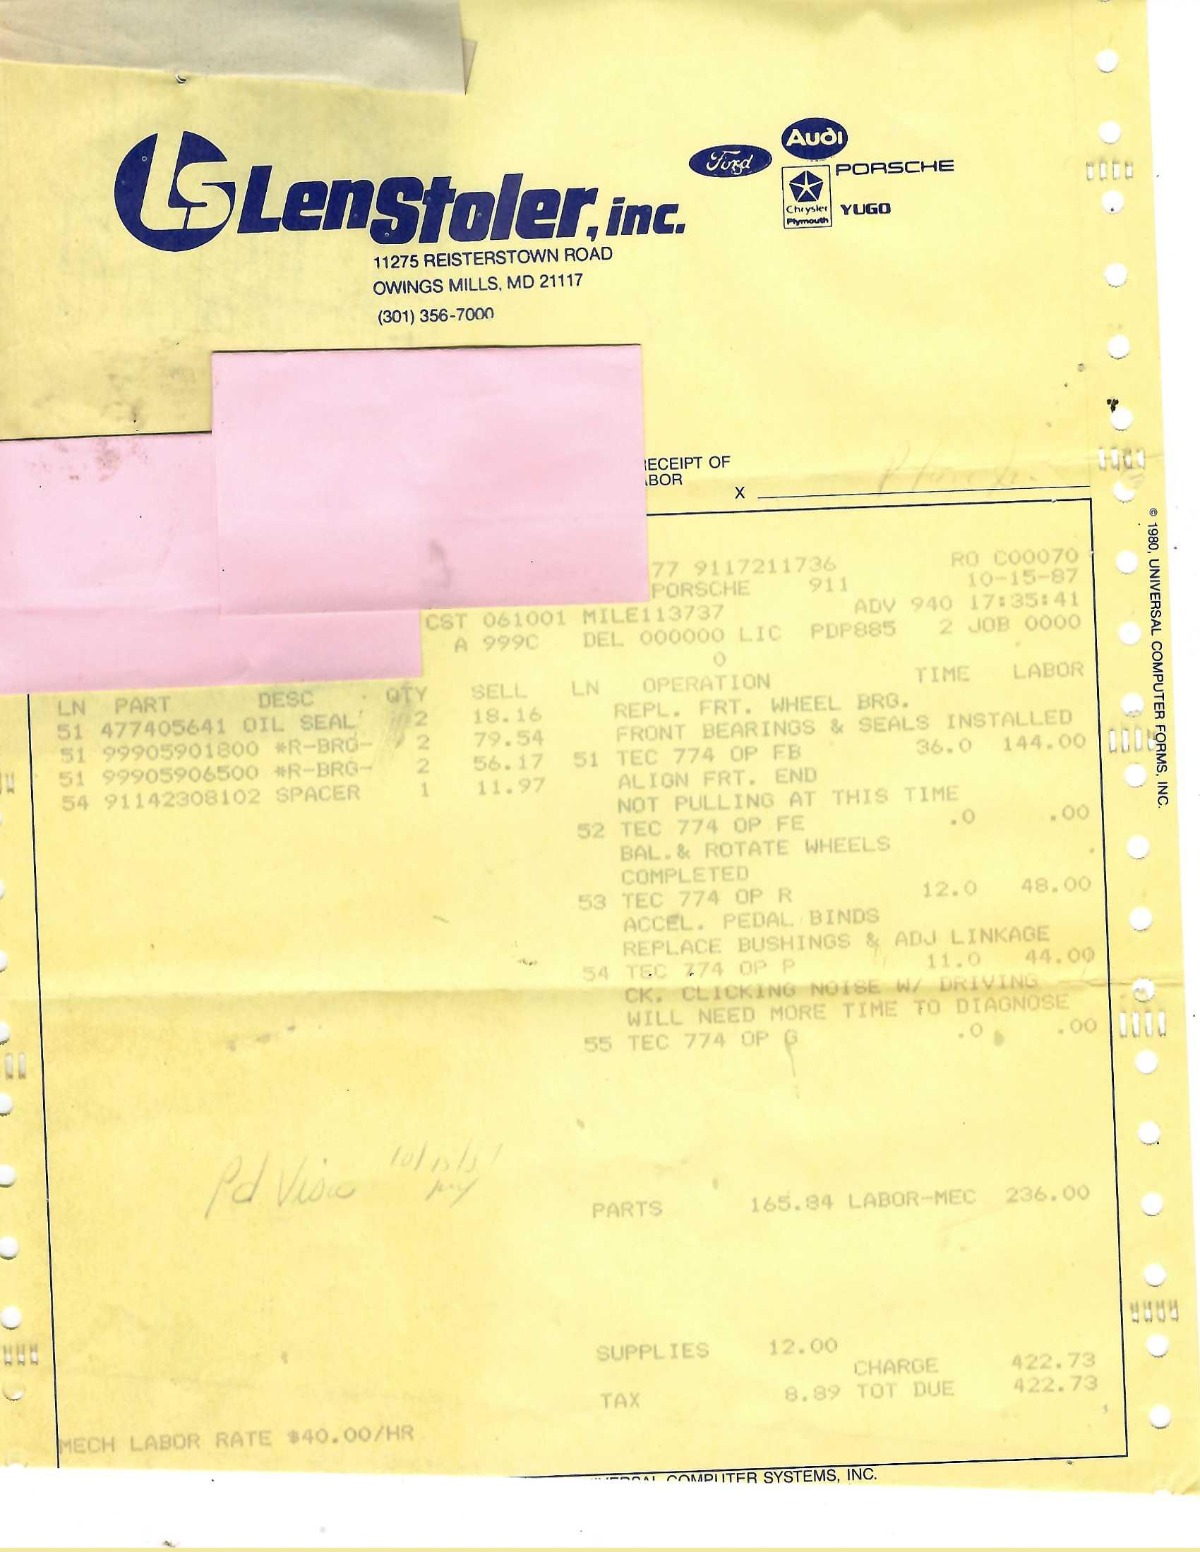 LS LenStoler, inc.
Ford
Audi
PORSCHE
Chrysler
Plymouth
YUGO
11275 REISTERSTOWN ROAD
OWINGS MILLS, MD 21117
(301) 356-7000
ECEIPT OF
BOR
X
© 1980, UNIVERSAL COMPUTER FORMS, INC.
77 9117211736 RO C00070
PORSCHE 911 10-15-87
CST 061001 MILE113737 ADV 940 17:35:41
A 999C DEL 000000 LIC PDP885 2 JOB 0000
0
LN PART DESC QTY SELL LN OPERATION TIME LABOR
51 477405641 OIL SEAL 2 18.16 REPL. FRT. WHEEL BRG.
51 99905901800 *R-BRG- 2 79.54 FRONT BEARINGS & SEALS INSTALLED
51 99905906500 *R-BRG- 2 56.17 51 TEC 774 OP FB 36.0 144.00
54 91142308102 SPACER 1 11.97 ALIGN FRT. END
NOT PULLING AT THIS TIME
52 TEC 774 OP FE .0 .00
BAL.& ROTATE WHEELS
COMPLETED
53 TEC 774 OP R 12.0 48.00
ACCEL. PEDAL BINDS
REPLACE BUSHINGS & ADJ LINKAGE
54 TEC 774 OP P 11.0 44.00
CK. CLICKING NOISE W/ DRIVING
WILL NEED MORE TIME TO DIAGNOSE
55 TEC 774 OP G .0 .00
Pd Visa
PARTS 165.84 LABOR-MEC 236.00
SUPPLIES 12.00
CHARGE 422.73
TAX 8.89 TOT DUE 422.73
MECH LABOR RATE $40.00/HR
COMPUTER SYSTEMS, INC.